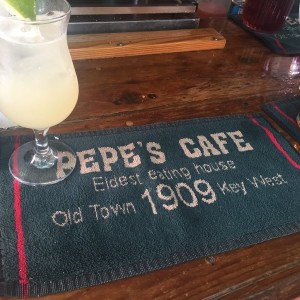 PEPE'S CAFE
Eldest eating house
Old Town 1909 Key West